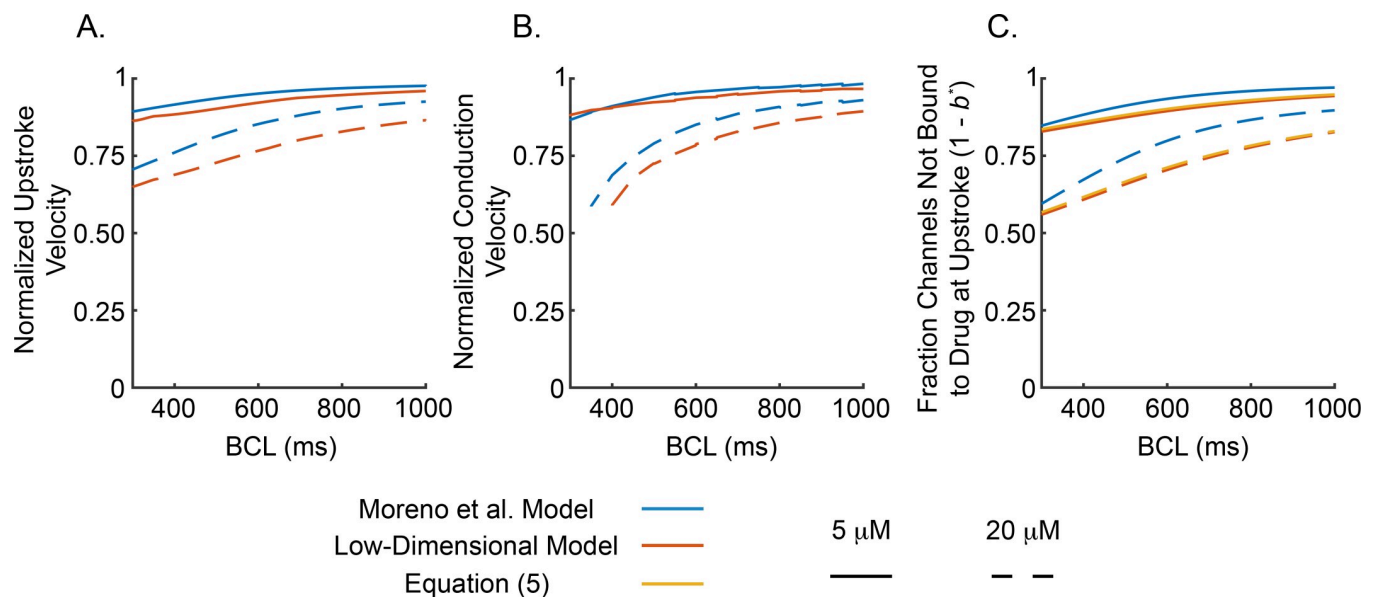 A.
Normalized Upstroke
Velocity
1
0.75
0.50
0.25
0
400 600 800 1000
BCL (ms)
B.
Normalized Conduction
Velocity
1
0.75
0.50
0.25
0
400 600 800 1000
BCL (ms)
C.
Fraction Channels Not Bound
to Drug at Upstroke (1 - b*)
1
0.75
0.50
0.25
0
400 600 800 1000
BCL (ms)
Moreno et al. Model
Low-Dimensional Model
Equation (5)
5 μM 20 μM